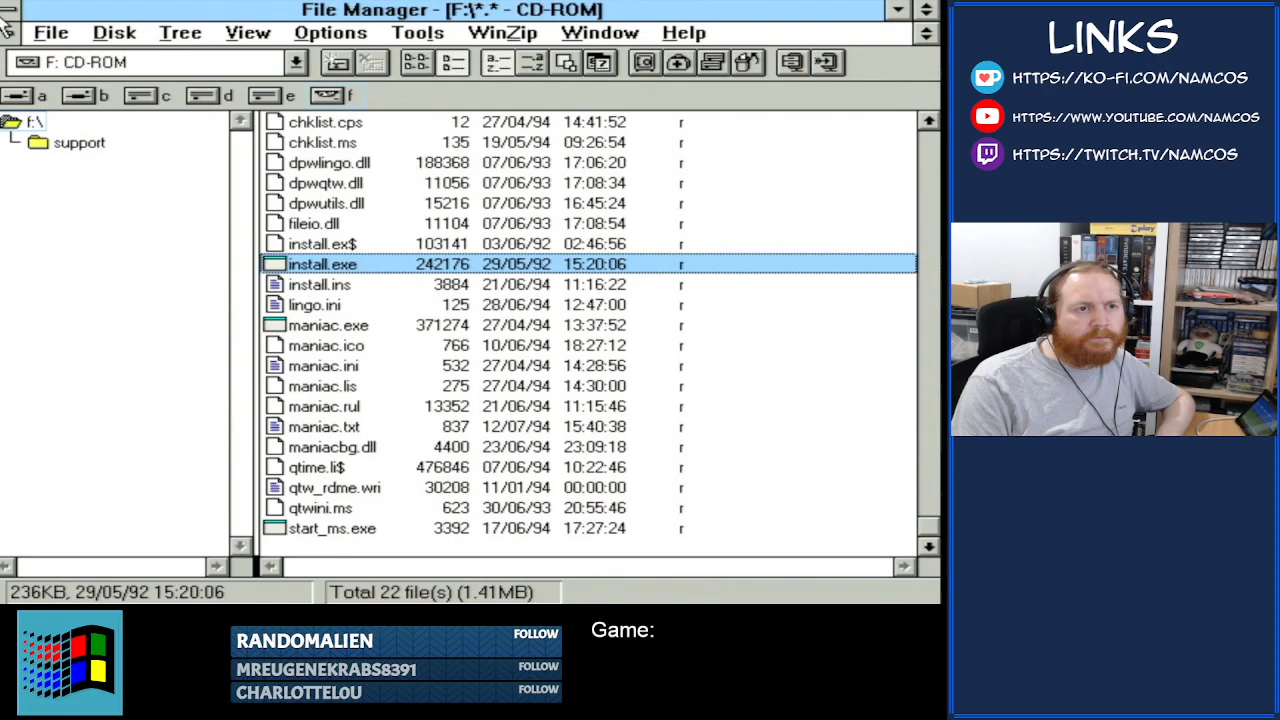 File Manager - [F:\*.* - CD-ROM]
File Disk Tree View Options Tools WinZip Window Help
F: CD-ROM
a b c d e f
f:\
support
chklist.cps 12 27/04/94 14:41:52 r
chklist.ms 135 19/05/94 09:26:54 r
dpwlingo.dll 188368 07/06/93 17:06:20 r
dpwqtw.dll 11056 07/06/93 17:08:34 r
dpwutils.dll 15216 07/06/93 16:45:24 r
fileio.dll 11104 07/06/93 17:08:54 r
install.ex$ 103141 03/06/92 02:46:56 r
install.exe 242176 29/05/92 15:20:06 r
install.ins 3884 21/06/94 11:16:22 r
lingo.ini 125 28/06/94 12:47:00 r
maniac.exe 371274 27/04/94 13:37:52 r
maniac.ico 766 10/06/94 18:27:12 r
maniac.ini 532 27/04/94 14:28:56 r
maniac.lis 275 27/04/94 14:30:00 r
maniac.rul 13352 21/06/94 11:15:46 r
maniac.txt 837 12/07/94 15:40:38 r
maniacbg.dll 4400 23/06/94 23:09:18 r
qtime.li$ 476846 07/06/94 10:22:46 r
qtw_rdme.wri 30208 11/01/94 00:00:00 r
qtwini.ms 623 30/06/93 20:55:46 r
start_ms.exe 3392 17/06/94 17:27:24 r
236KB, 29/05/92 15:20:06 Total 22 file(s) (1.41MB)
LINKS
HTTPS://KO-FI.COM/NAMCOS
HTTPS://WWW.YOUTUBE.COM/NAMCOS
HTTPS://TWITCH.TV/NAMCOS
RANDOMALIEN FOLLOW
MREUGENEKRABS8391 FOLLOW
CHARLOTTEL0U FOLLOW
Game: